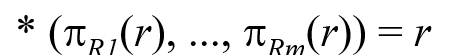 * (π_{R1}(r), ..., π_{Rm}(r)) = r